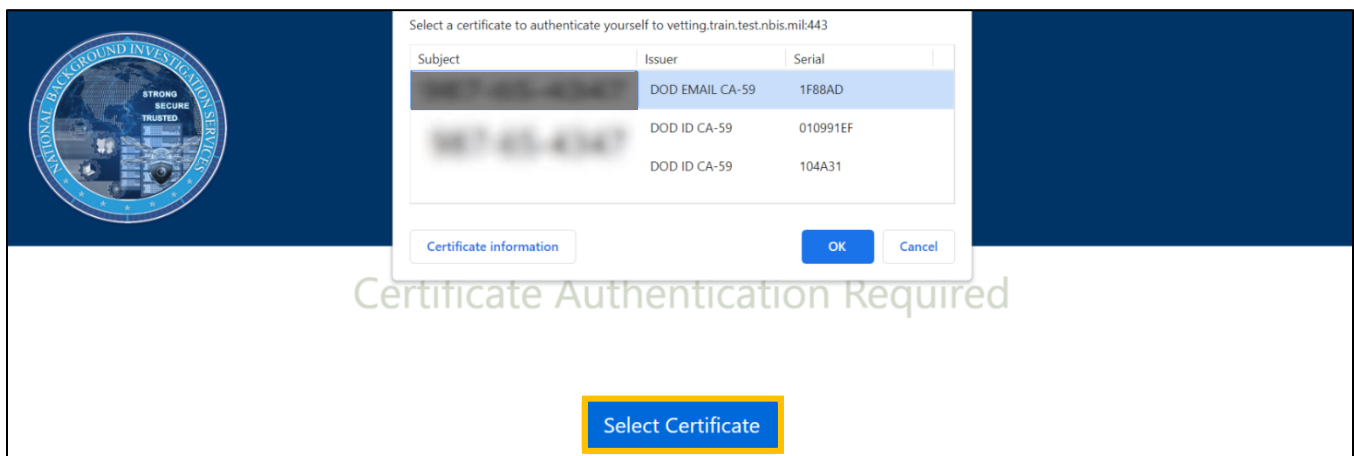 NATIONAL BACKGROUND INVESTIGATION SERVICES
STRONG
SECURE
TRUSTED
Select a certificate to authenticate yourself to vetting.train.test.nbis.mil:443
Subject Issuer Serial
DOD EMAIL CA-59 1F88AD
DOD ID CA-59 010991EF
DOD ID CA-59 104A31
Certificate information OK Cancel
Certificate Authentication Required
Select Certificate